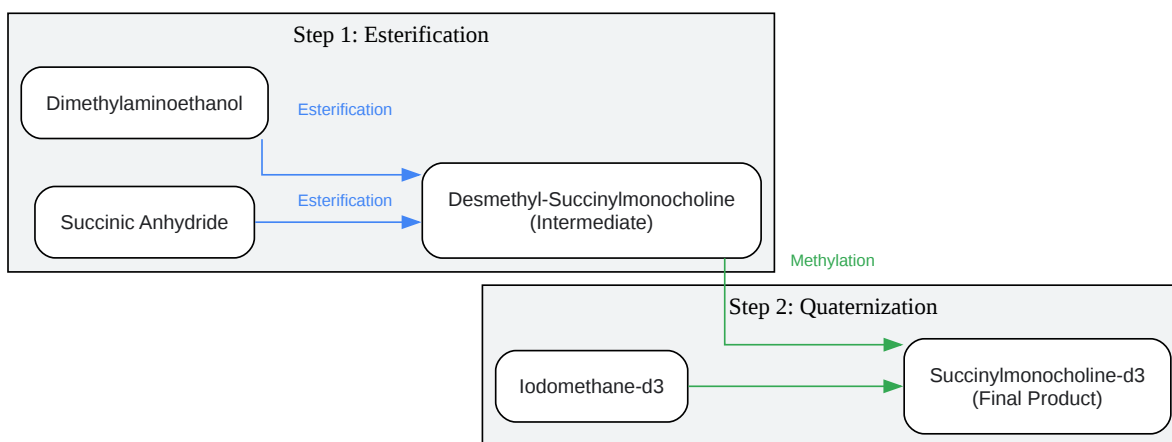 Step 1: Esterification
Dimethylaminoethanol
Esterification
Succinic Anhydride
Esterification
Desmethyl-Succinylmonocholine
(Intermediate)
Methylation
Step 2: Quaternization
Iodomethane-d3
Succinylmonocholine-d3
(Final Product)